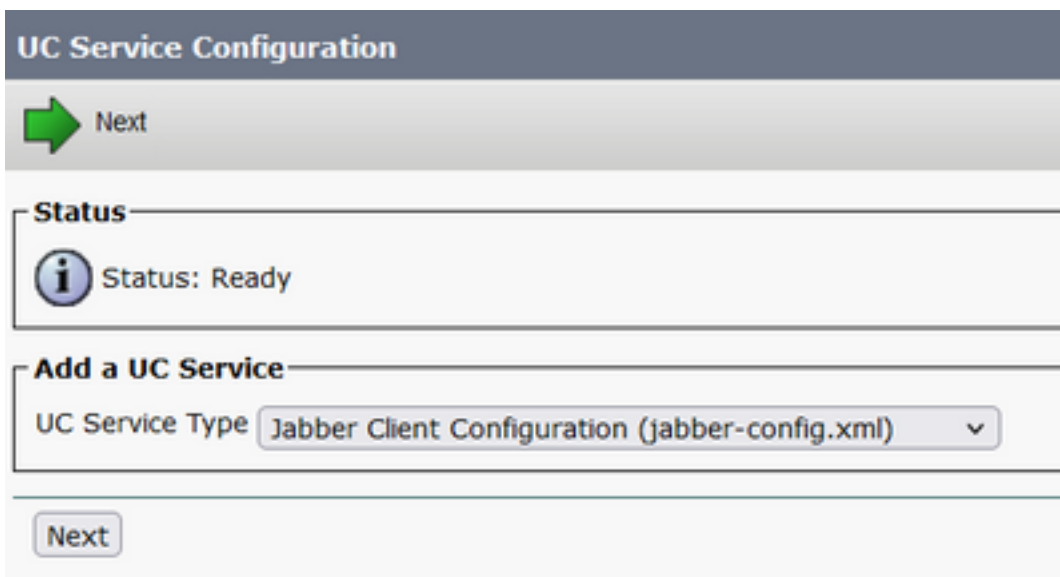 UC Service Configuration
Next
Status
Status: Ready
Add a UC Service
UC Service Type Jabber Client Configuration (jabber-config.xml)
Next